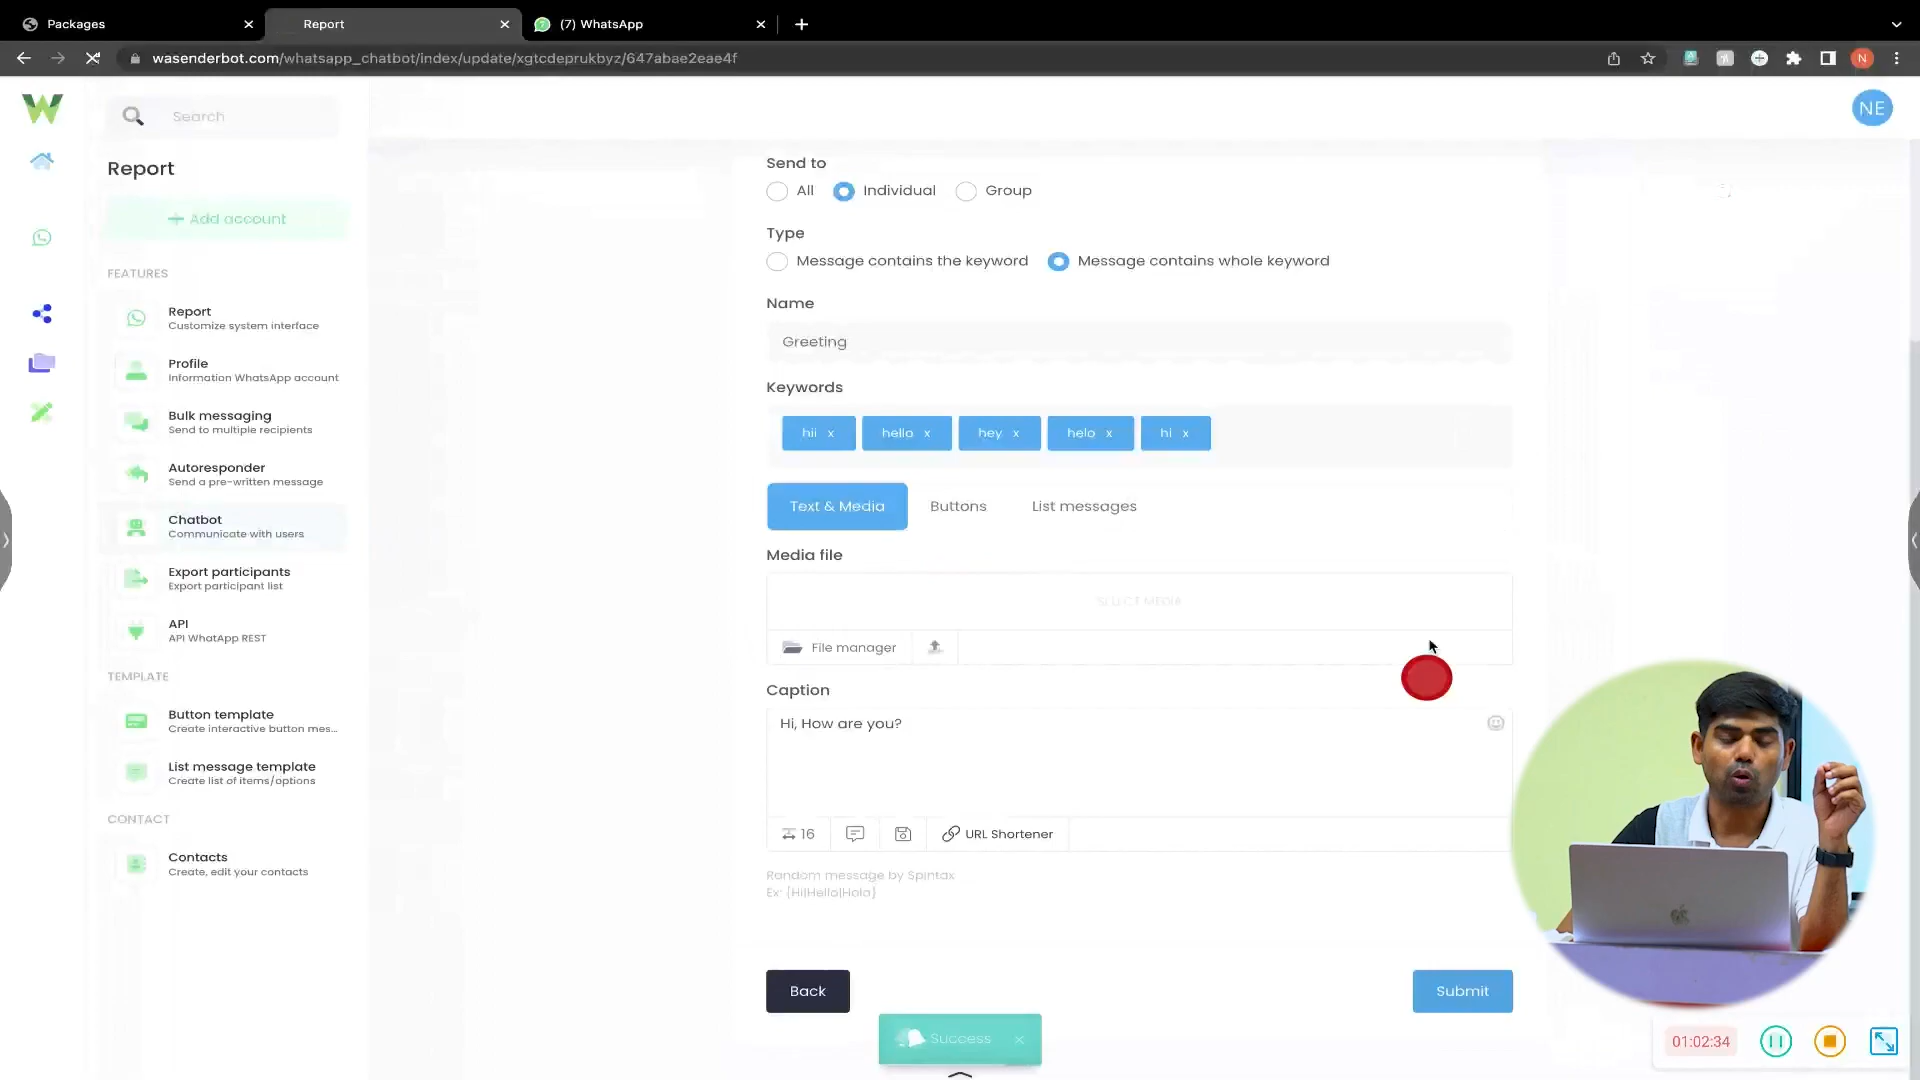 Packages
Report
(7) WhatsApp
wasenderbot.com/whatsapp_chatbot/index/update/xgtcdeprukbyz/647abae2eae4f
N
Search
NE
Report
+ Add account
FEATURES
Report
Customize system interface
Profile
Information WhatsApp account
Bulk messaging
Send to multiple recipients
Autoresponder
Send a pre-written message
Chatbot
Communicate with users
Export participants
Export participant list
API
API WhatApp REST
TEMPLATE
Button template
Create interactive button mes...
List message template
Create list of items/options
CONTACT
Contacts
Create, edit your contacts
Send to
All Individual Group
Type
Message contains the keyword Message contains whole keyword
Name
Greeting
Keywords
hii x hello x hey x helo x hi x
Text & Media Buttons List messages
Media file
SELECT MEDIA
File manager
Caption
Hi, How are you?
16 URL Shortener
Random message by Spintax
Ex: {Hi|Hello|Hola}
Back Submit
Success x
01:02:34